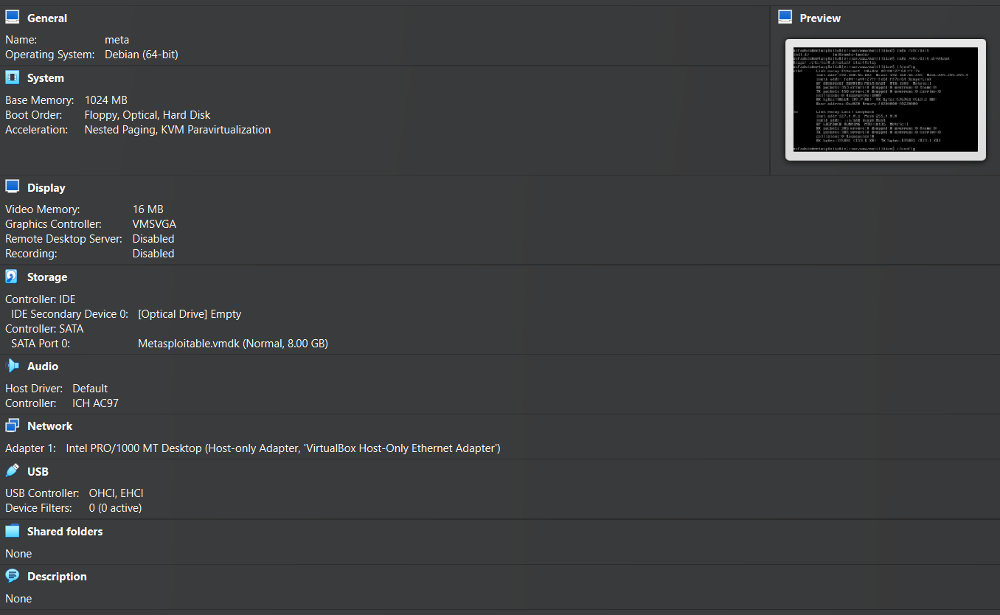 General
Name: meta
Operating System: Debian (64-bit)
Preview
System
Base Memory: 1024 MB
Boot Order: Floppy, Optical, Hard Disk
Acceleration: Nested Paging, KVM Paravirtualization
Display
Video Memory: 16 MB
Graphics Controller: VMSVGA
Remote Desktop Server: Disabled
Recording: Disabled
Storage
Controller: IDE
IDE Secondary Device 0: [Optical Drive] Empty
Controller: SATA
SATA Port 0: Metasploitable.vmdk (Normal, 8.00 GB)
Audio
Host Driver: Default
Controller: ICH AC97
Network
Adapter 1: Intel PRO/1000 MT Desktop (Host-only Adapter, 'VirtualBox Host-Only Ethernet Adapter')
USB
USB Controller: OHCI, EHCI
Device Filters: 0 (0 active)
Shared folders
None
Description
None